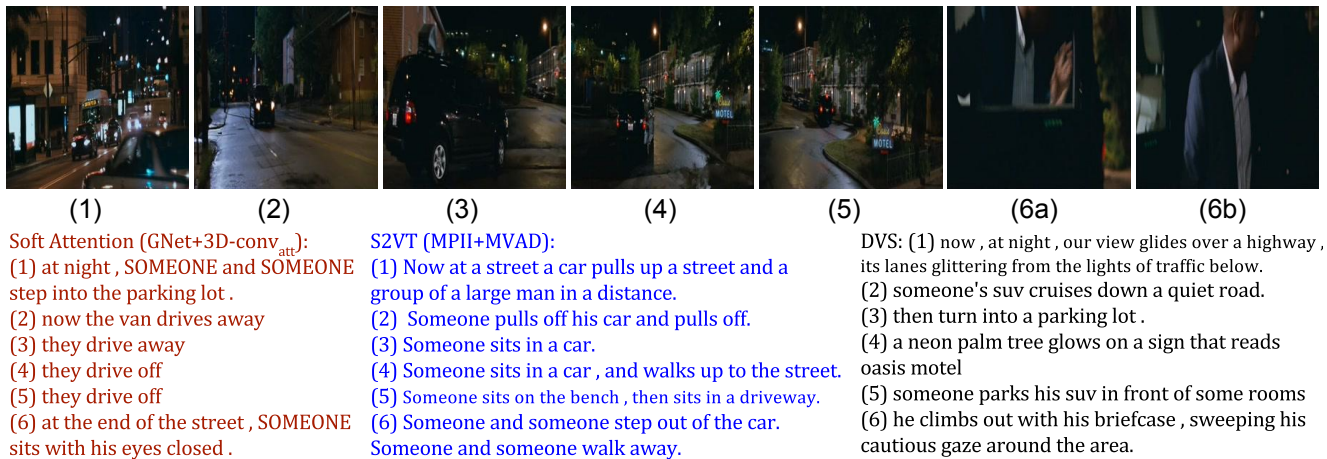 MOTEL
MOTEL
(1)
(2)
(3)
(4)
(5)
(6a)
(6b)
Soft Attention (GNet+3D-conv_att):
(1) at night , SOMEONE and SOMEONE
step into the parking lot .
(2) now the van drives away
(3) they drive away
(4) they drive off
(5) they drive off
(6) at the end of the street , SOMEONE
sits with his eyes closed .
S2VT (MPII+MVAD):
(1) Now at a street a car pulls up a street and a
group of a large man in a distance.
(2) Someone pulls off his car and pulls off.
(3) Someone sits in a car.
(4) Someone sits in a car , and walks up to the street.
(5) Someone sits on the bench , then sits in a driveway.
(6) Someone and someone step out of the car.
Someone and someone walk away.
DVS: (1) now , at night , our view glides over a highway ,
its lanes glittering from the lights of traffic below.
(2) someone's suv cruises down a quiet road.
(3) then turn into a parking lot .
(4) a neon palm tree glows on a sign that reads
oasis motel
(5) someone parks his suv in front of some rooms
(6) he climbs out with his briefcase , sweeping his
cautious gaze around the area.